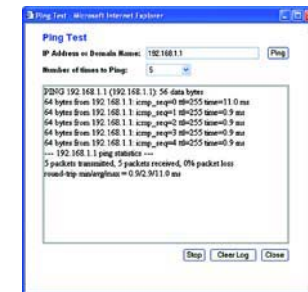 Ping Test - Microsoft Internet Explorer
Ping Test
IP Address or Domain Name: 192.168.1.1 Ping
Number of times to Ping: 5
PING 192.168.1.1 (192.168.1.1): 56 data bytes
64 bytes from 192.168.1.1: icmp_seq=0 ttl=255 time=11.0 ms
64 bytes from 192.168.1.1: icmp_seq=1 ttl=255 time=0.9 ms
64 bytes from 192.168.1.1: icmp_seq=2 ttl=255 time=0.9 ms
64 bytes from 192.168.1.1: icmp_seq=3 ttl=255 time=0.9 ms
64 bytes from 192.168.1.1: icmp_seq=4 ttl=255 time=0.9 ms
--- 192.168.1.1 ping statistics ---
5 packets transmitted, 5 packets received, 0% packet loss
round-trip min/avg/max = 0.9/2.9/11.0 ms
Stop Clear Log Close